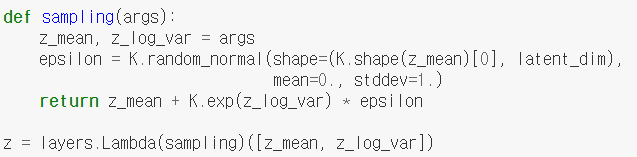 def sampling(args):
    z_mean, z_log_var = args
    epsilon = K.random_normal(shape=(K.shape(z_mean)[0], latent_dim),
                              mean=0., stddev=1.)
    return z_mean + K.exp(z_log_var) * epsilon

z = layers.Lambda(sampling)([z_mean, z_log_var])